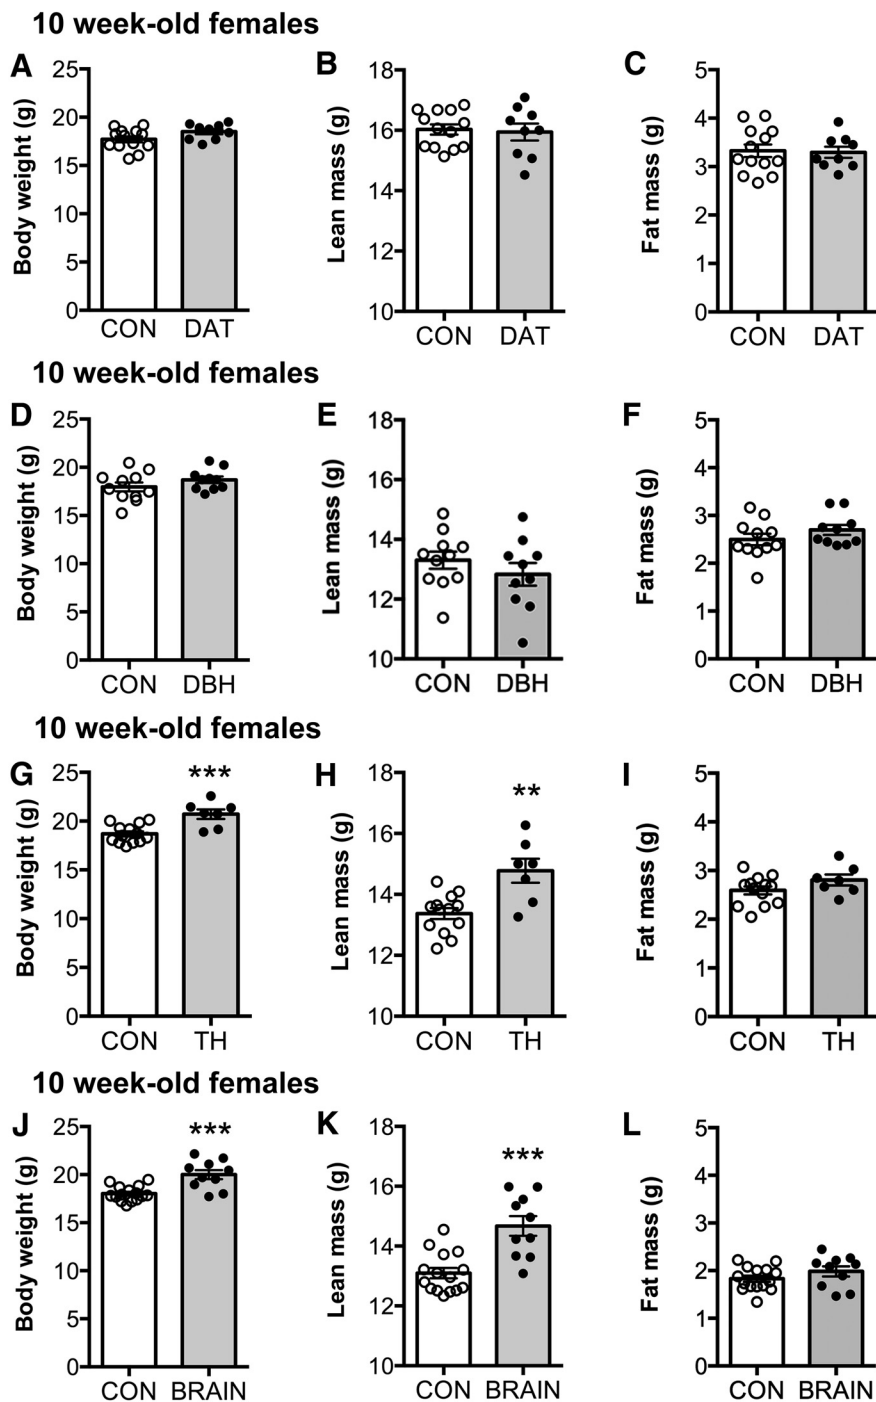 10 week-old females
A
Body weight (g)
25
20
15
10
5
0
CON DAT
B
Lean mass (g)
18
16
14
12
10
CON DAT
C
Fat mass (g)
5
4
3
2
1
0
CON DAT
10 week-old females
D
Body weight (g)
25
20
15
10
5
0
CON DBH
E
Lean mass (g)
18
16
14
12
10
CON DBH
F
Fat mass (g)
5
4
3
2
1
0
CON DBH
10 week-old females
G
Body weight (g)
25
20
15
10
5
0
***
CON TH
H
Lean mass (g)
18
16
14
12
10
**
CON TH
I
Fat mass (g)
5
4
3
2
1
0
CON TH
10 week-old females
J
Body weight (g)
25
20
15
10
5
0
***
CON BRAIN
K
Lean mass (g)
18
16
14
12
10
***
CON BRAIN
L
Fat mass (g)
5
4
3
2
1
0
CON BRAIN